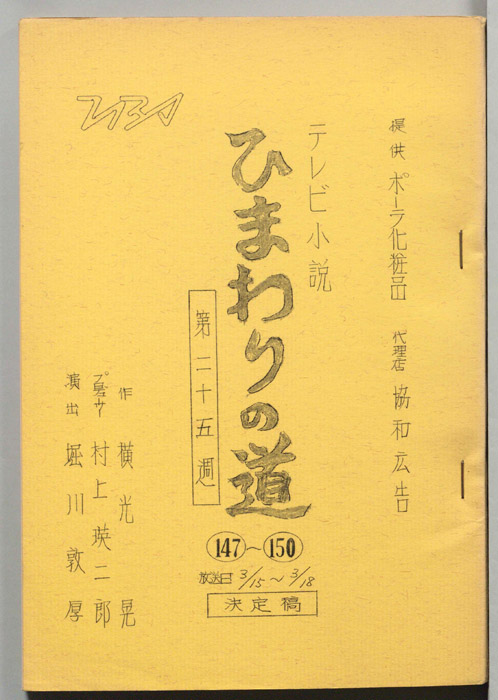 提供 ポーラ化粧品 代理店 協和広告
テレビ小説
ひまわりの道
第二十五週
147〜150
放送日 3/15〜3/18
決定稿
作 横光 晃
プロデューサー 村上瑛二郎
演出 堀川敦厚